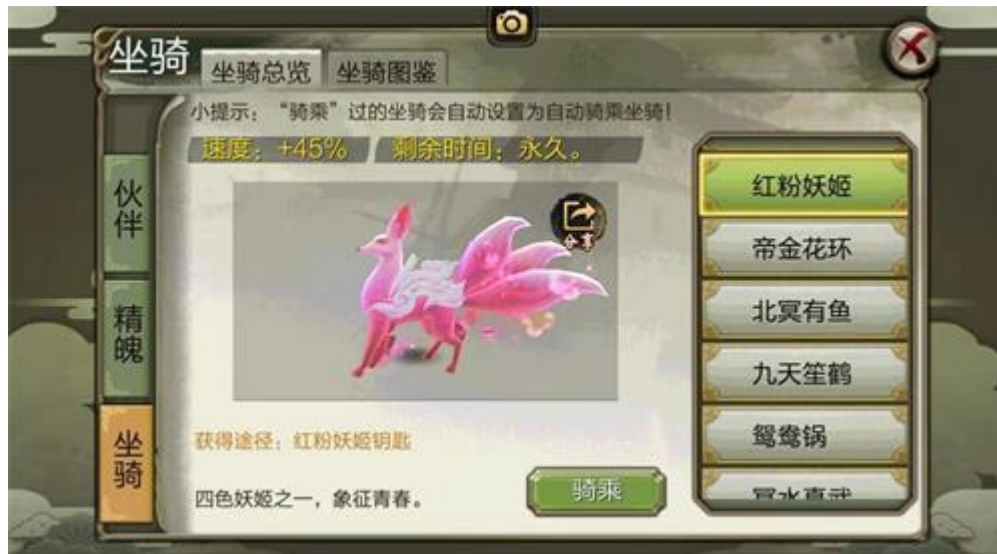 坐骑
坐骑总览
坐骑图鉴
小提示：“骑乘”过的坐骑会自动设置为自动骑乘坐骑！
速度：+45%
剩余时间：永久。
伙伴
精魄
坐骑
分享
获得途径：红粉妖姬钥匙
四色妖姬之一，象征青春。
骑乘
红粉妖姬
帝金花环
北冥有鱼
九天笙鹤
鸳鸯锅